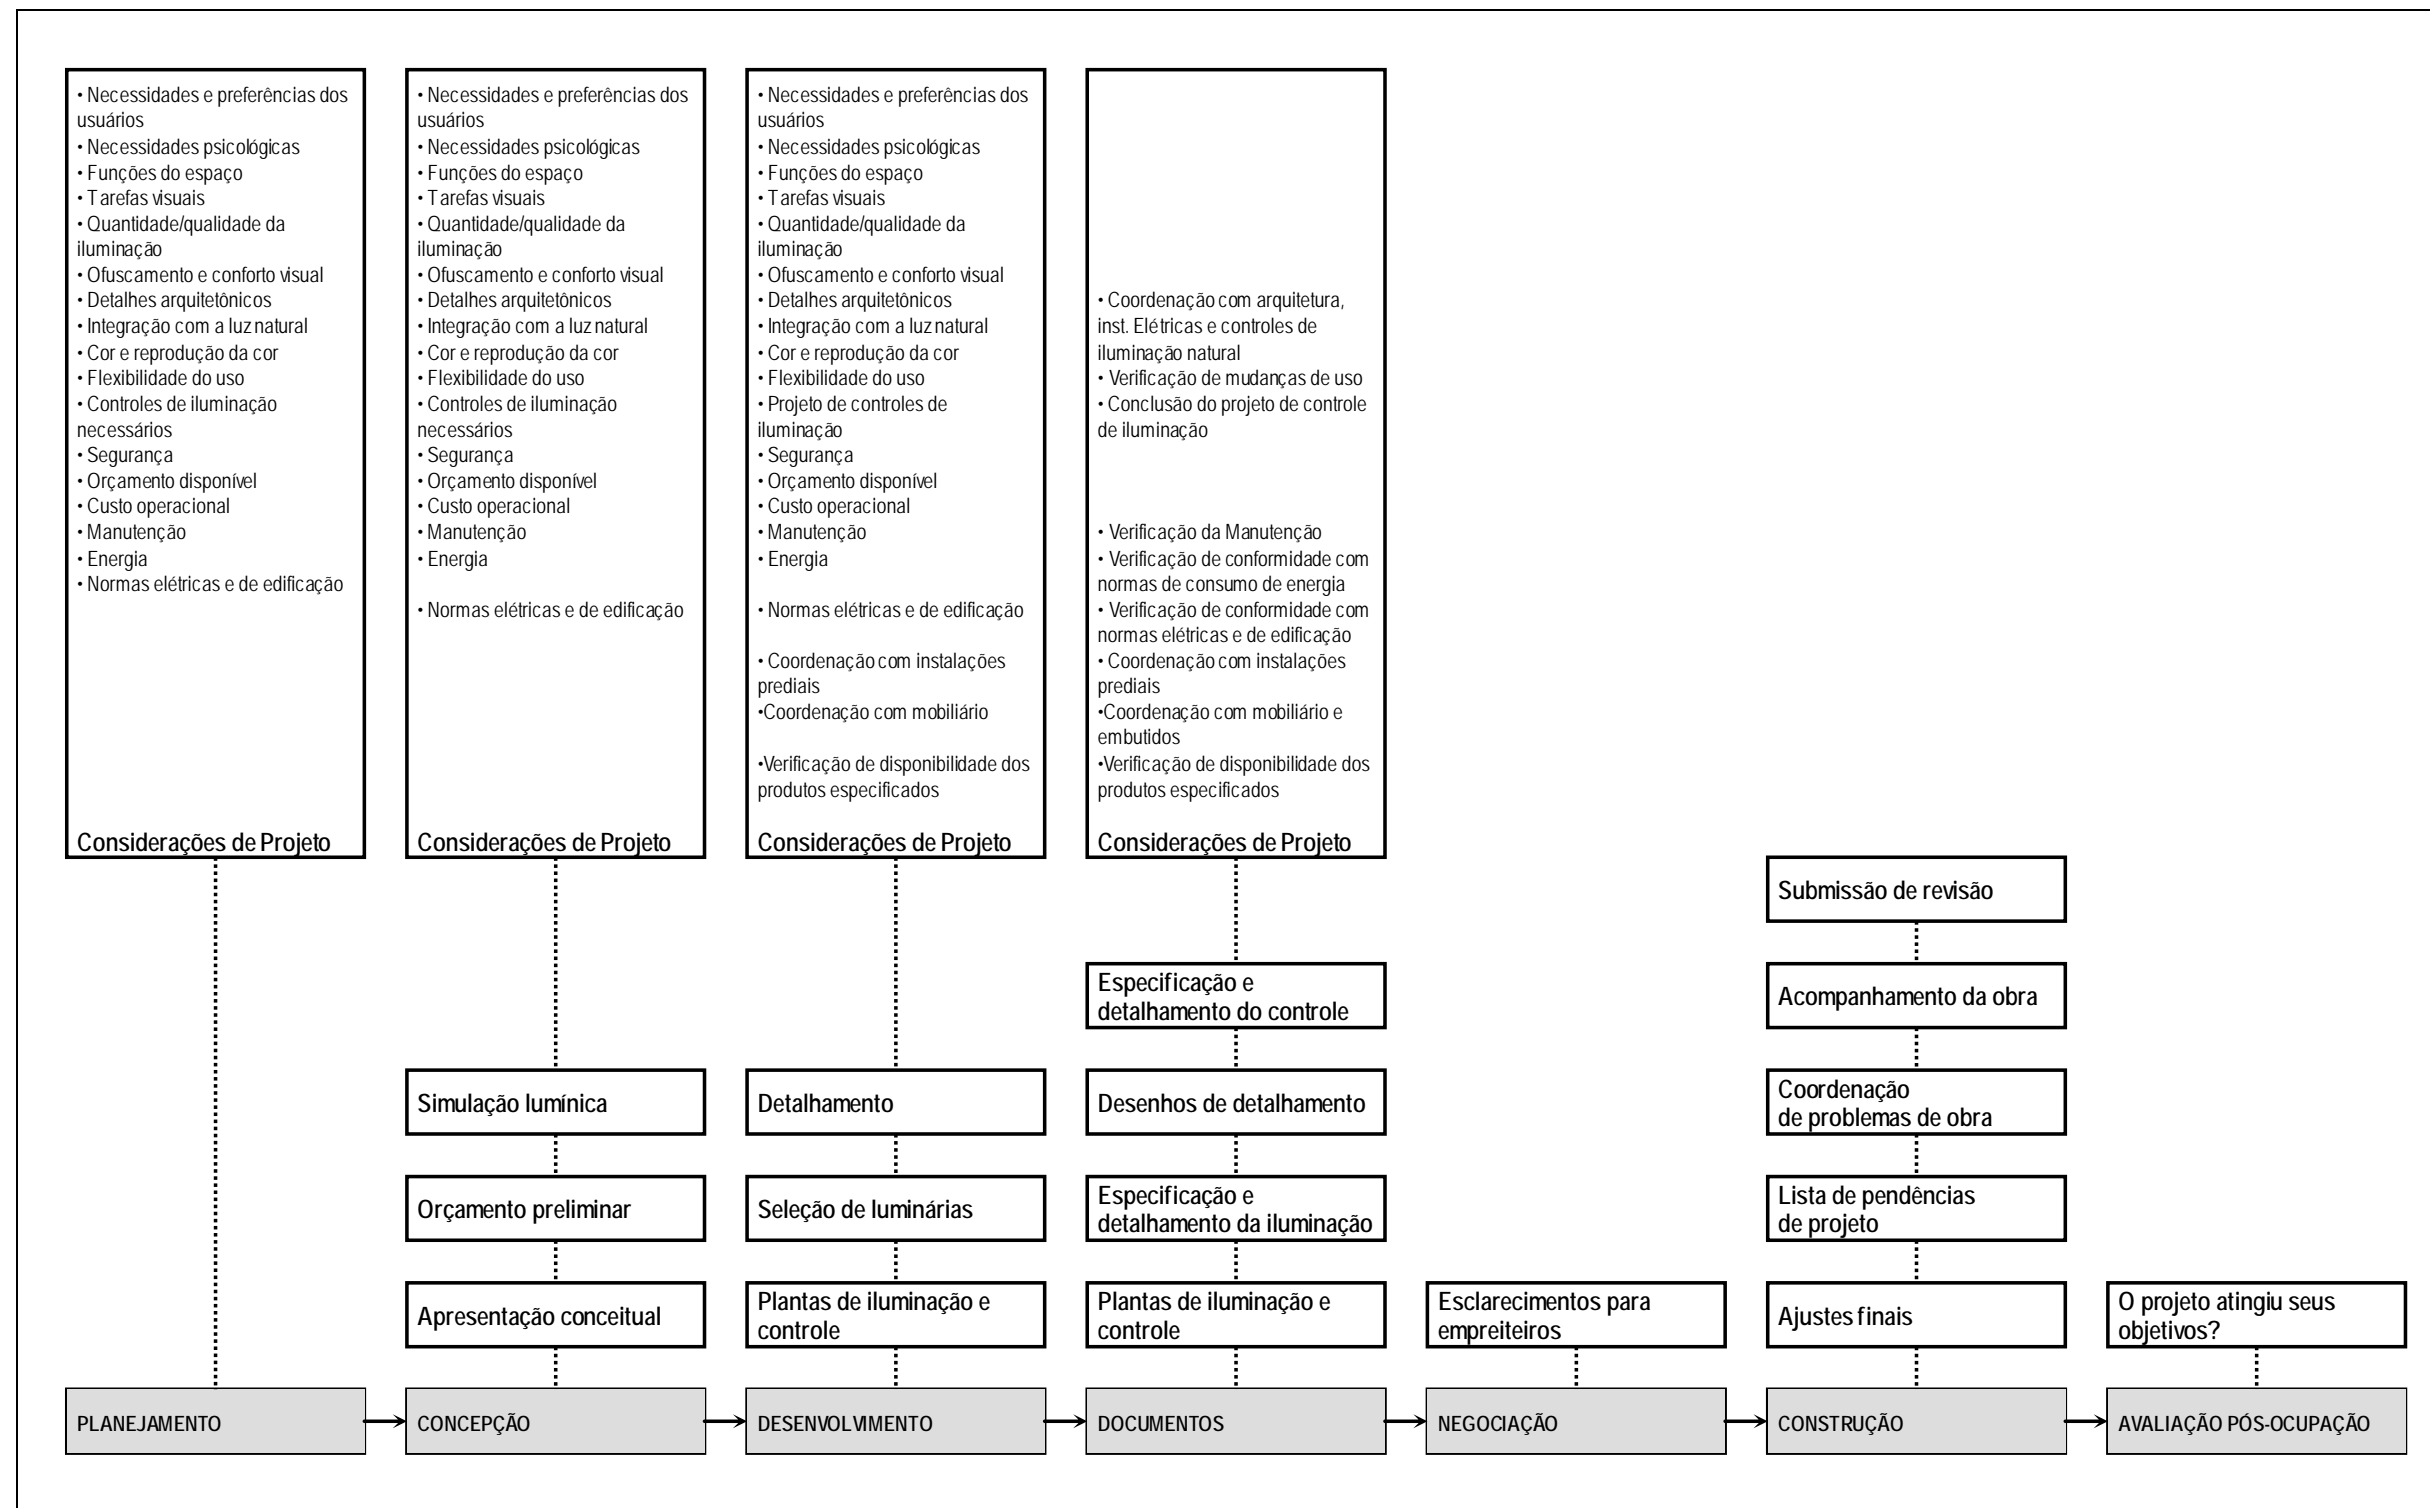 • Necessidades e preferências dos
usuários
• Necessidades psicológicas
• Funções do espaço
• Tarefas visuais
• Quantidade/qualidade da
iluminação
• Ofuscamento e conforto visual
• Detalhes arquitetônicos
• Integração com a luz natural
• Cor e reprodução da cor
• Flexibilidade do uso
• Controles de iluminação
necessários
• Segurança
• Orçamento disponível
• Custo operacional
• Manutenção
• Energia
• Normas elétricas e de edificação
Considerações de Projeto
• Necessidades e preferências dos
usuários
• Necessidades psicológicas
• Funções do espaço
• Tarefas visuais
• Quantidade/qualidade da
iluminação
• Ofuscamento e conforto visual
• Detalhes arquitetônicos
• Integração com a luz natural
• Cor e reprodução da cor
• Flexibilidade do uso
• Controles de iluminação
necessários
• Segurança
• Orçamento disponível
• Custo operacional
• Manutenção
• Energia
• Normas elétricas e de edificação
Considerações de Projeto
• Necessidades e preferências dos
usuários
• Necessidades psicológicas
• Funções do espaço
• Tarefas visuais
• Quantidade/qualidade da
iluminação
• Ofuscamento e conforto visual
• Detalhes arquitetônicos
• Integração com a luz natural
• Cor e reprodução da cor
• Flexibilidade do uso
• Projeto de controles de
iluminação
• Segurança
• Orçamento disponível
• Custo operacional
• Manutenção
• Energia
• Normas elétricas e de edificação
• Coordenação com instalações
prediais
•Coordenação com mobiliário
•Verificação de disponibilidade dos
produtos especificados
Considerações de Projeto
• Coordenação com arquitetura,
inst. Elétricas e controles de
iluminação natural
• Verificação de mudanças de uso
• Conclusão do projeto de controle
de iluminação
• Verificação da Manutenção
• Verificação de conformidade com
normas de consumo de energia
• Verificação de conformidade com
normas elétricas e de edificação
• Coordenação com instalações
prediais
•Coordenação com mobiliário e
embutidos
•Verificação de disponibilidade dos
produtos especificados
Considerações de Projeto
Submissão de revisão
Especificação e
detalhamento do controle
Acompanhamento da obra
Simulação lumínica
Detalhamento
Desenhos de detalhamento
Coordenação
de problemas de obra
Orçamento preliminar
Seleção de luminárias
Especificação e
detalhamento da iluminação
Lista de pendências
de projeto
Apresentação conceitual
Plantas de iluminação e
controle
Plantas de iluminação e
controle
Esclarecimentos para
empreiteiros
Ajustes finais
O projeto atingiu seus
objetivos?
PLANEJAMENTO
CONCEPÇÃO
DESENVOLVIMENTO
DOCUMENTOS
NEGOCIAÇÃO
CONSTRUÇÃO
AVALIAÇÃO PÓS-OCUPAÇÃO